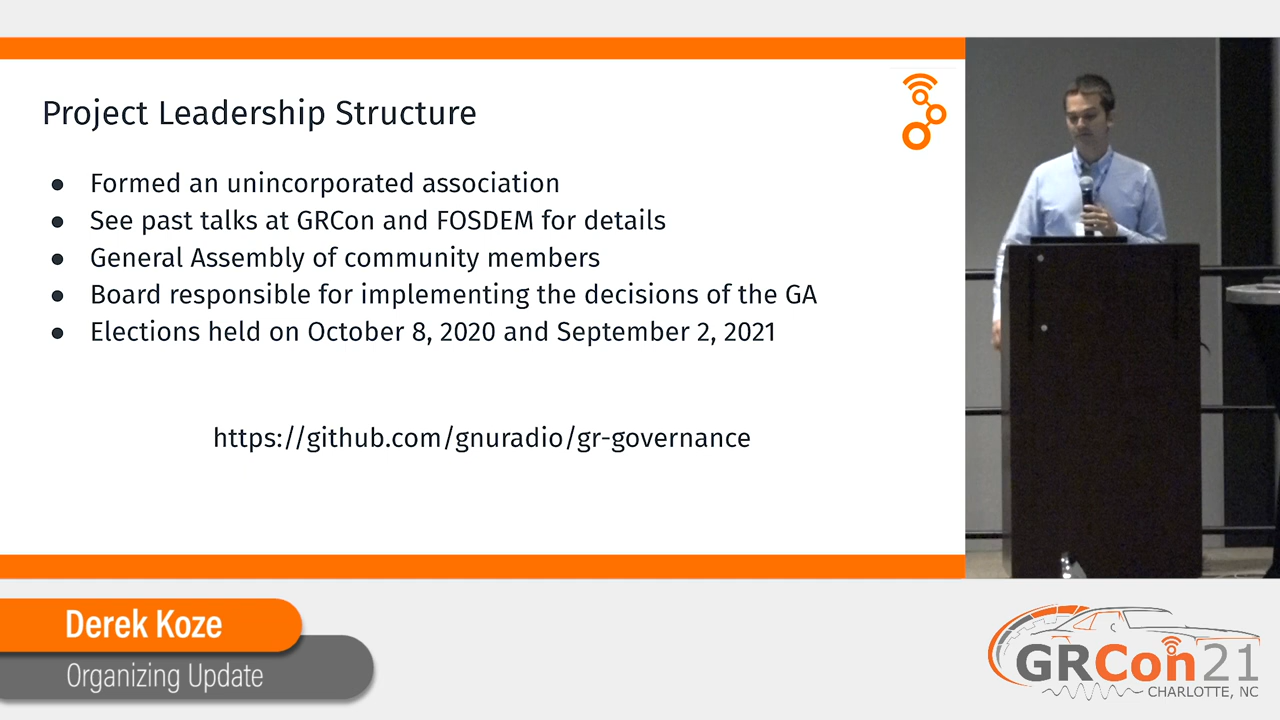 Project Leadership Structure
● Formed an unincorporated association
● See past talks at GRCon and FOSDEM for details
● General Assembly of community members
● Board responsible for implementing the decisions of the GA
● Elections held on October 8, 2020 and September 2, 2021
https://github.com/gnuradio/gr-governance
Derek Koze
Organizing Update
GRCon21
CHARLOTTE, NC